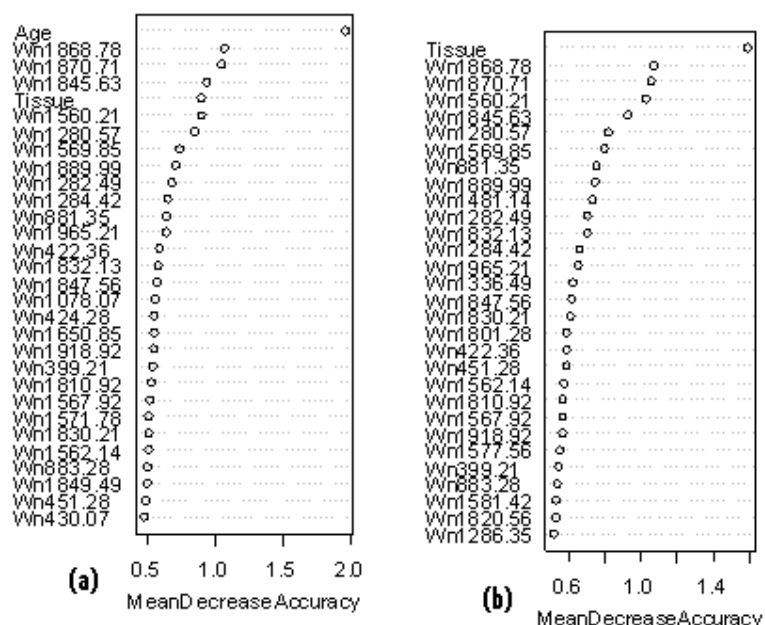 Age
Wn1868.78
Wn1870.71
Wn1845.63
Tissue
Wn1560.21
Wn1280.57
Wn1569.85
Wn1889.99
Wn1282.49
Wn1284.42
Wn881.35
Wn1965.21
Wn422.36
Wn1832.13
Wn1847.56
Wn1078.07
Wn424.28
Wn1650.85
Wn1918.92
Wn399.21
Wn1810.92
Wn1567.92
Wn1571.78
Wn1830.21
Wn1562.14
Wn883.28
Wn1849.49
Wn451.28
Wn430.07
0.5 1.0 2.0
(a)
MeanDecreaseAccuracy
Tissue
Wn1868.78
Wn1870.71
Wn1560.21
Wn1845.63
Wn1280.57
Wn1569.85
Wn881.35
Wn1889.99
Wn1481.14
Wn1282.49
Wn1832.13
Wn1284.42
Wn1965.21
Wn1336.49
Wn1847.56
Wn1830.21
Wn1801.28
Wn422.36
Wn451.28
Wn1562.14
Wn1810.92
Wn1567.92
Wn1918.92
Wn1577.56
Wn399.21
Wn883.28
Wn1581.42
Wn1820.56
Wn1286.35
0.6 1.0 1.4
(b)
MeanDecreaseAccuracy